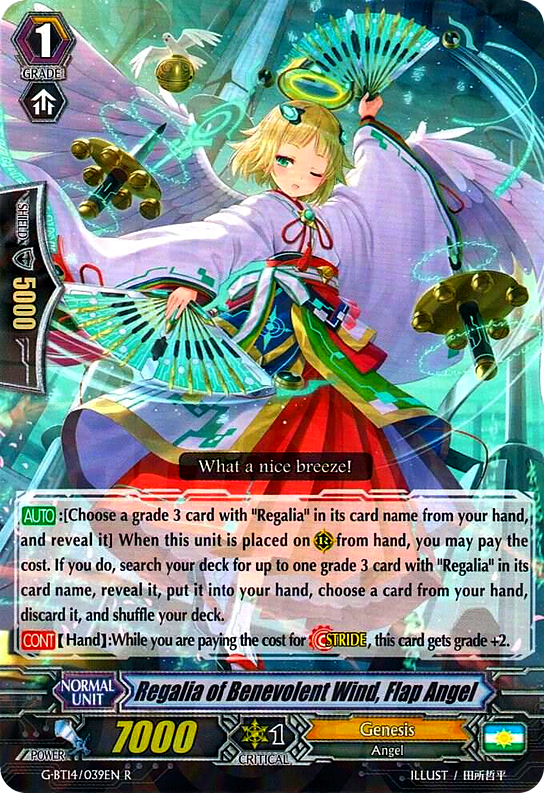 1
GRADE
SHIELD
5000
What a nice breeze!
AUTO:[Choose a grade 3 card with "Regalia" in its card name from your hand,
and reveal it] When this unit is placed on from hand, you may pay the
cost. If you do, search your deck for up to one grade 3 card with "Regalia" in its
card name, reveal it, put it into your hand, choose a card from your hand,
discard it, and shuffle your deck.
CONT【Hand】:While you are paying the cost for STRIDE, this card gets grade +2.
NORMAL
UNIT
Regalia of Benevolent Wind, Flap Angel
POWER
7000
1
CRITICAL
Genesis
Angel
G-BT14/039EN R
ILLUST / 田所哲平